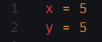 1 x = 5
2 y = 5